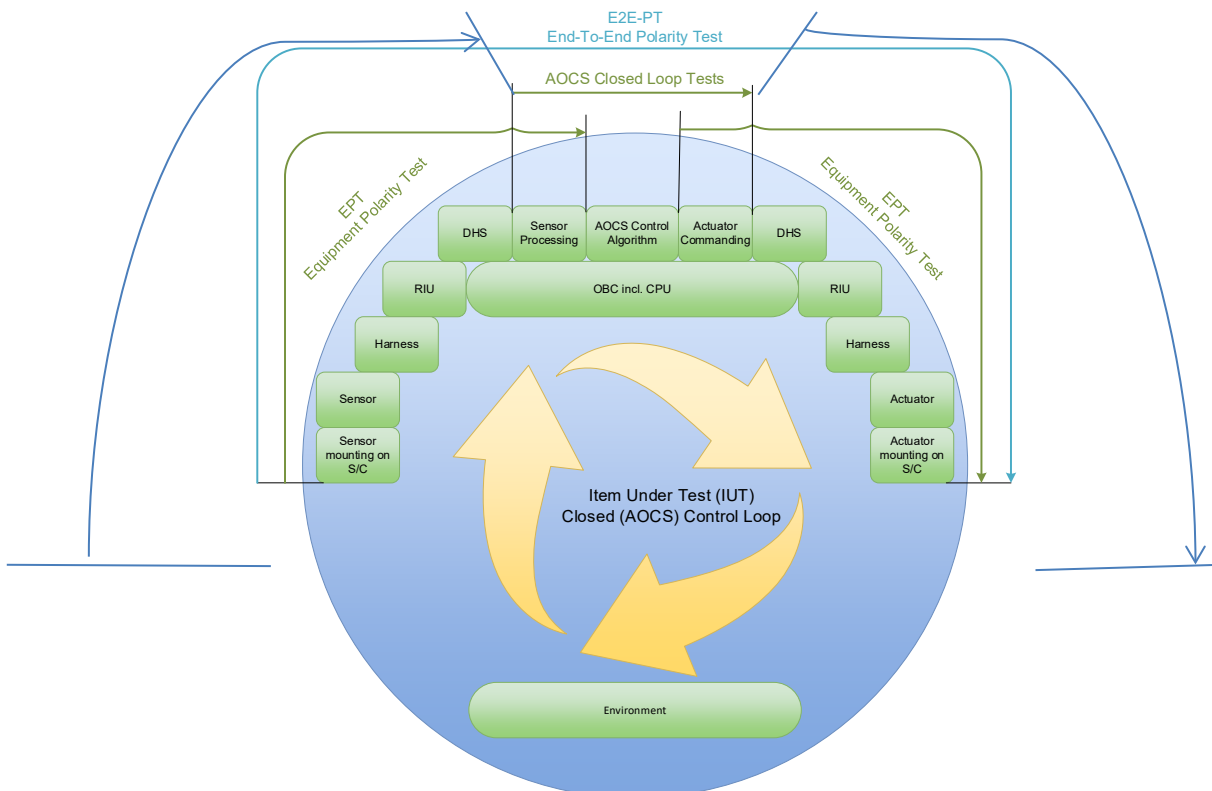 E2E-PT
End-To-End Polarity Test
AOCS Closed Loop Tests
EPT
Equipment Polarity Test
EPT
Equipment Polarity Test
DHS
Sensor
Processing
AOCS Control
Algorithm
Actuator
Commanding
DHS
RIU
OBC incl. CPU
RIU
Harness
Harness
Sensor
Actuator
Sensor
mounting on
S/C
Actuator
mounting on
S/C
Item Under Test (IUT)
Closed (AOCS) Control Loop
Environment